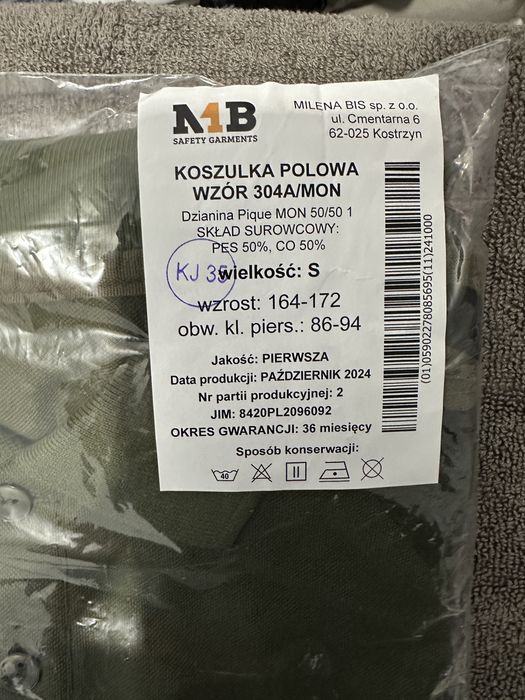 M1B
SAFETY GARMENTS
MILENA BIS sp. z o.o.
ul. Cmentarna 6
62-025 Kostrzyn
KOSZULKA POLOWA
WZÓR 304A/MON
Dzianina Pique MON 50/50 1
SKŁAD SUROWCOWY:
PES 50%, CO 50%
KJ
wielkość: S
wzrost: 164-172
obw. kl. piers.: 86-94
Jakość: PIERWSZA
Data produkcji: PAŹDZIERNIK 2024
Nr partii produkcyjnej: 2
JIM: 8420PL2096092
OKRES GWARANCJI: 36 miesięcy
Sposób konserwacji:
40
(01)05902278085695(11)241000